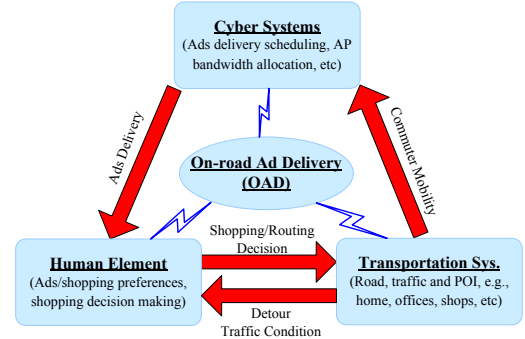 Cyber Systems
(Ads delivery scheduling, AP
bandwidth allocation, etc)
Ads Delivery
Commuter Mobility
On-road Ad Delivery
(OAD)
Shopping/Routing
Decision
Human Element
(Ads/shopping preferences,
shopping decision making)
Transportation Sys.
(Road, traffic and POI, e.g.,
home, offices, shops, etc)
Detour
Traffic Condition